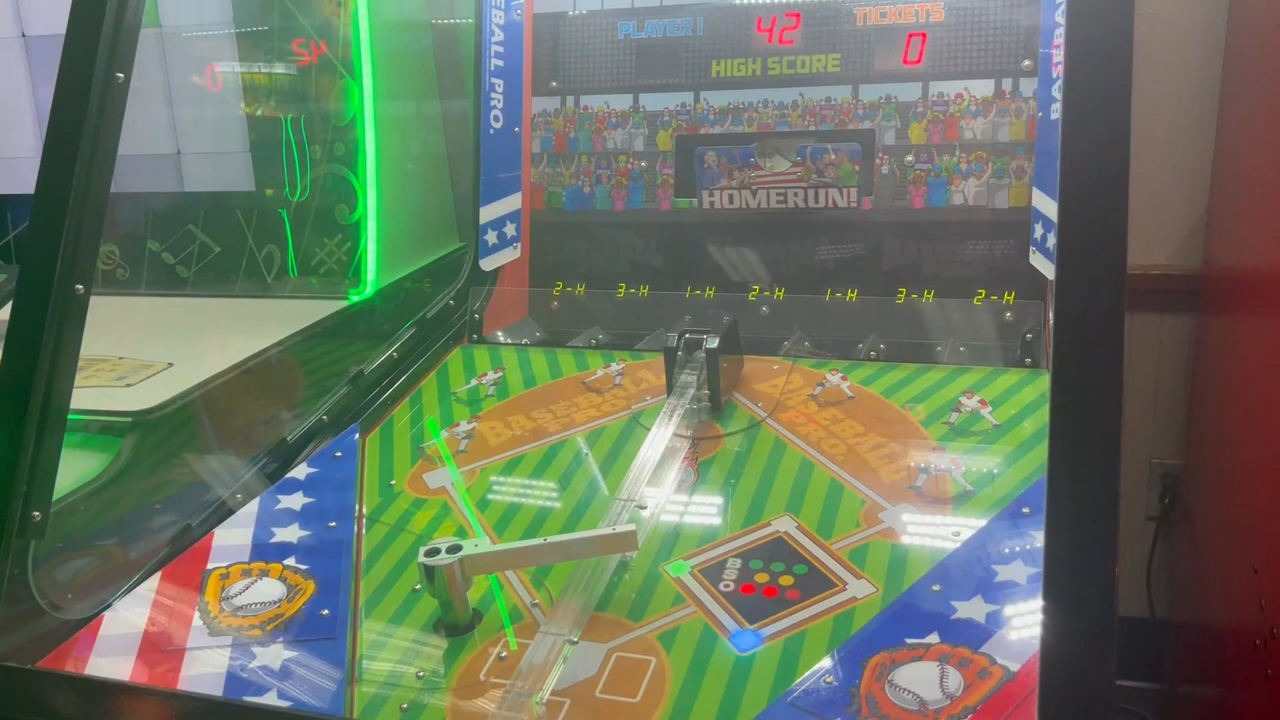 PLAYER 1
42
TICKETS
0
HIGH SCORE
BASEBALL PRO.
HOMERUN!
2-H 3-H 1-H 2-H 1-H 3-H 2-H
BASEBALL
PRO.
BASEBALL
PRO.
B
S
O